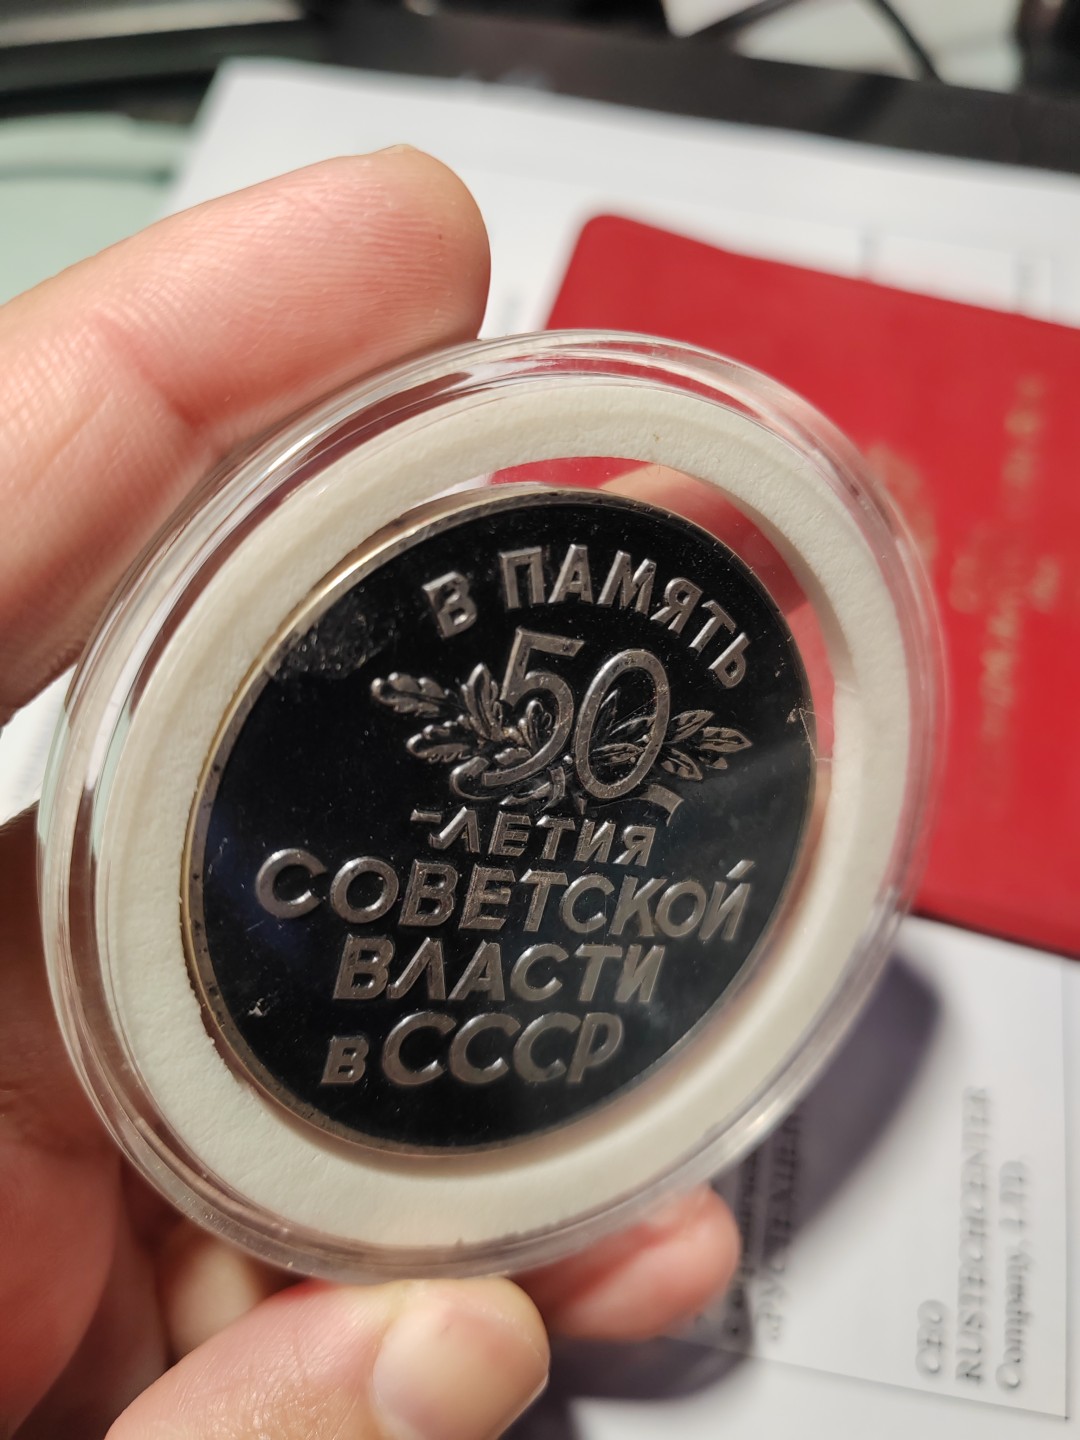 В ПАМЯТЬ
50
-ЛЕТИЯ
СОВЕТСКОЙ
ВЛАСТИ
в СССР
CEO
RUSTECHCENTER
Company, LTD